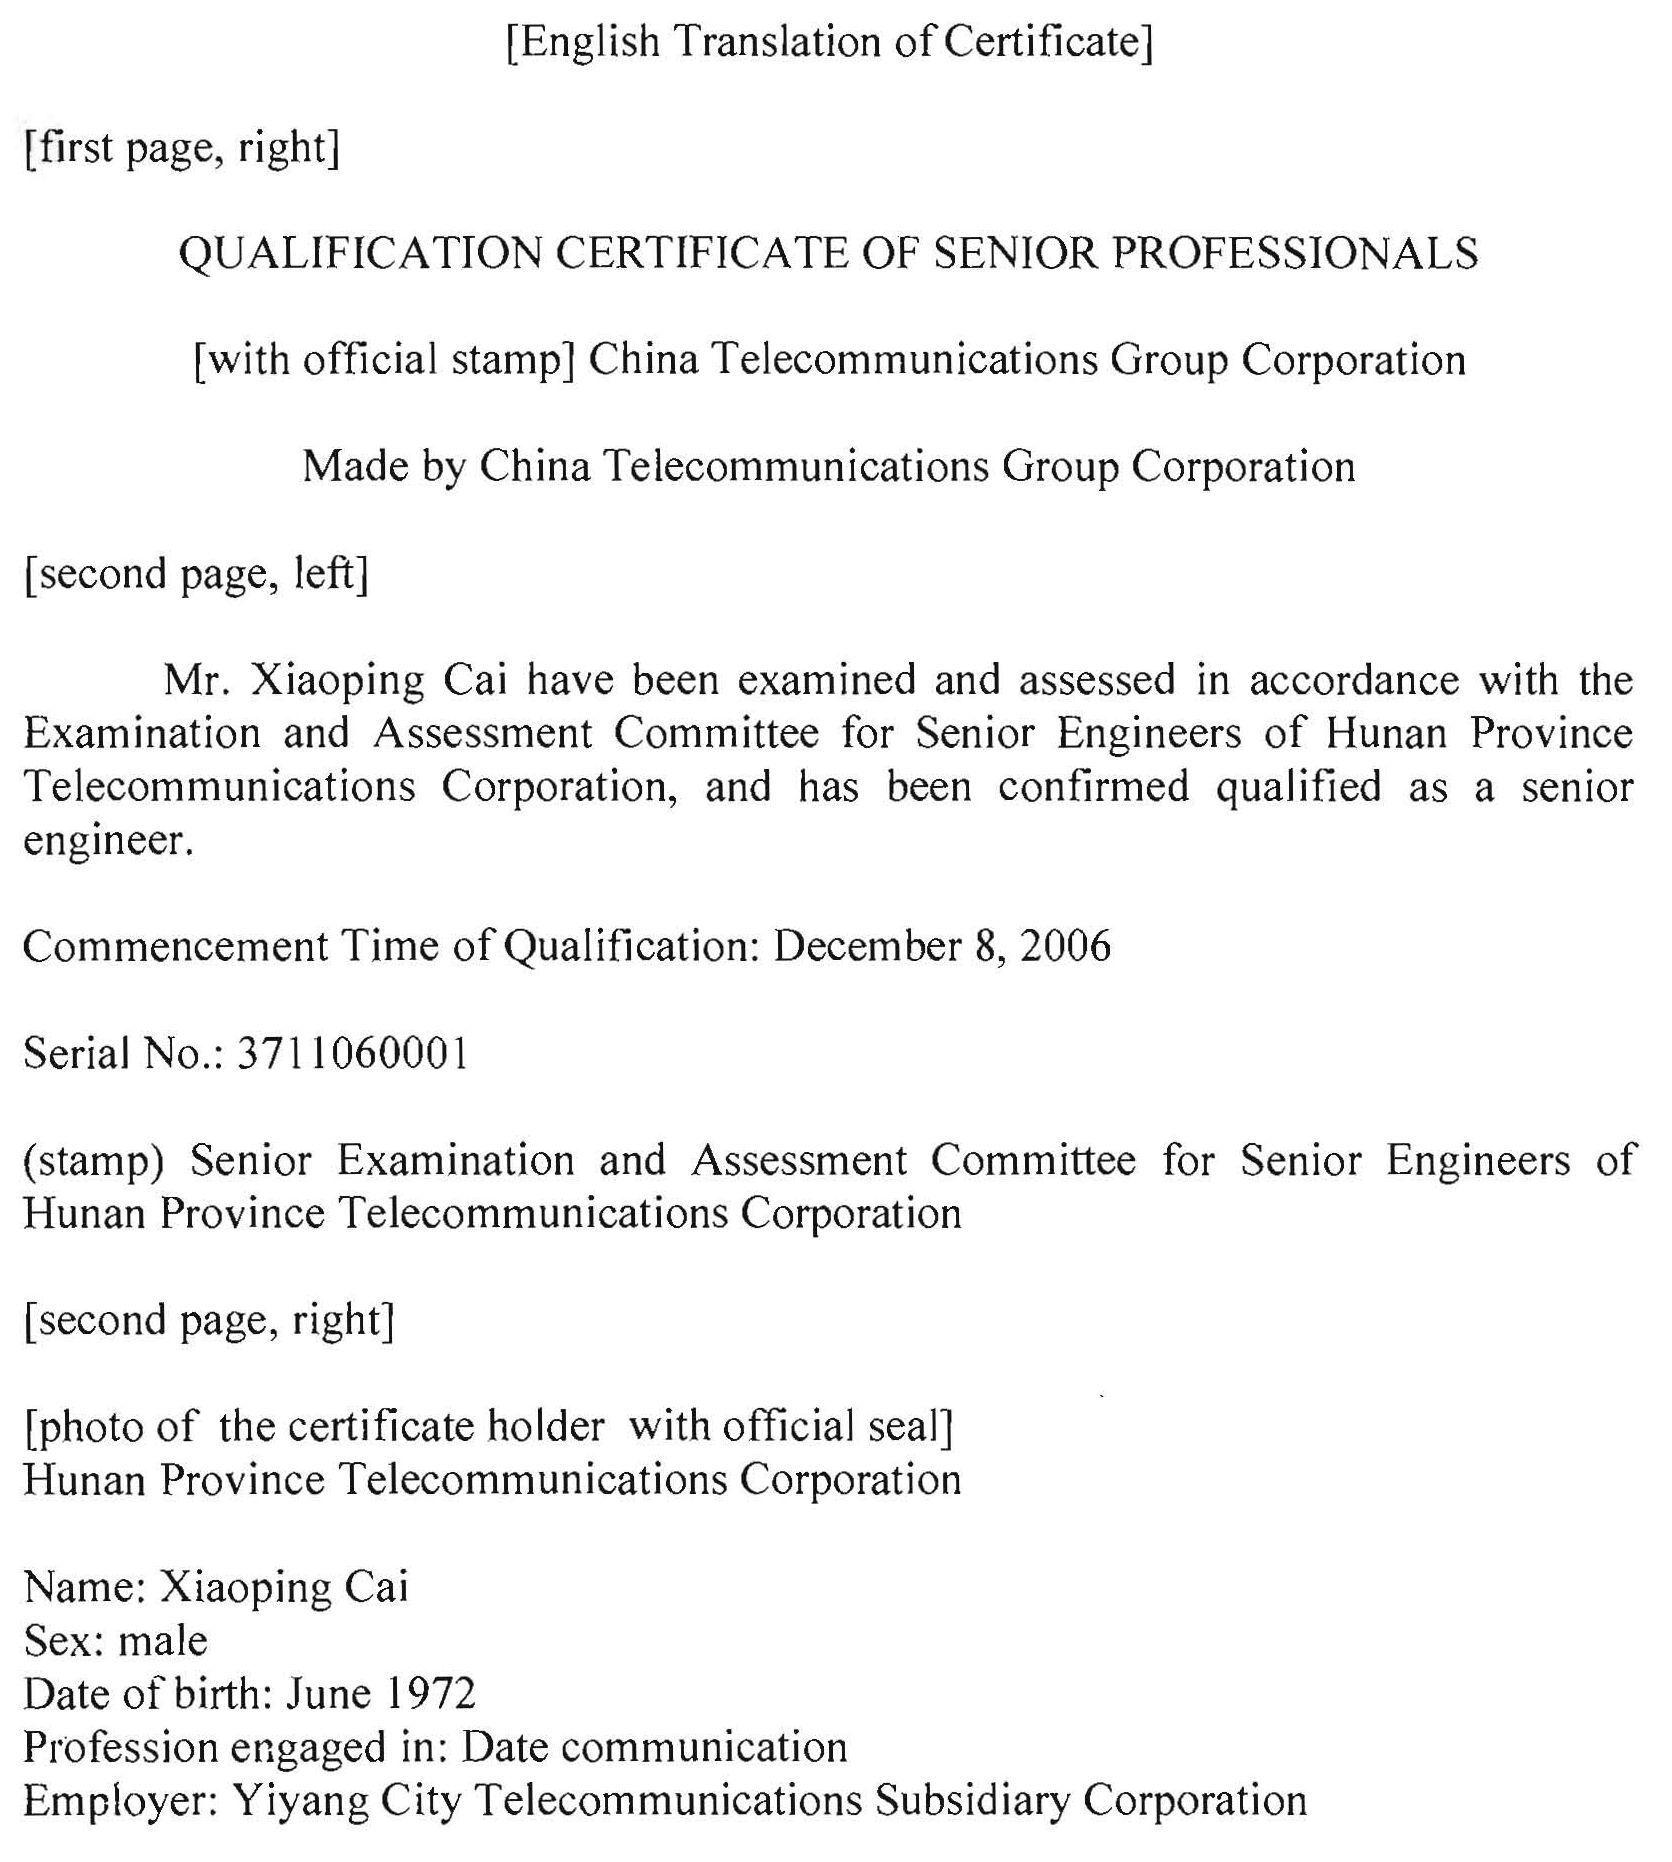 [English Translation of Certificate]
[first page, right]
QUALIFICATION CERTIFICATE OF SENIOR PROFESSIONALS
[with official stamp] China Telecommunications Group Corporation
Made by China Telecommunications Group Corporation
[second page, left]
Mr. Xiaoping Cai have been examined and assessed in accordance with the
Examination and Assessment Committee for Senior Engineers of Hunan Province
Telecommunications Corporation, and has been confirmed qualified as a senior
engineer.
Commencement Time of Qualification: December 8, 2006
Serial No.: 3711060001
(stamp) Senior Examination and Assessment Committee for Senior Engineers of
Hunan Province Telecommunications Corporation
[second page, right]
[photo of the certificate holder with official seal]
Hunan Province Telecommunications Corporation
Name: Xiaoping Cai
Sex: male
Date of birth: June 1972
Profession engaged in: Date communication
Employer: Yiyang City Telecommunications Subsidiary Corporation